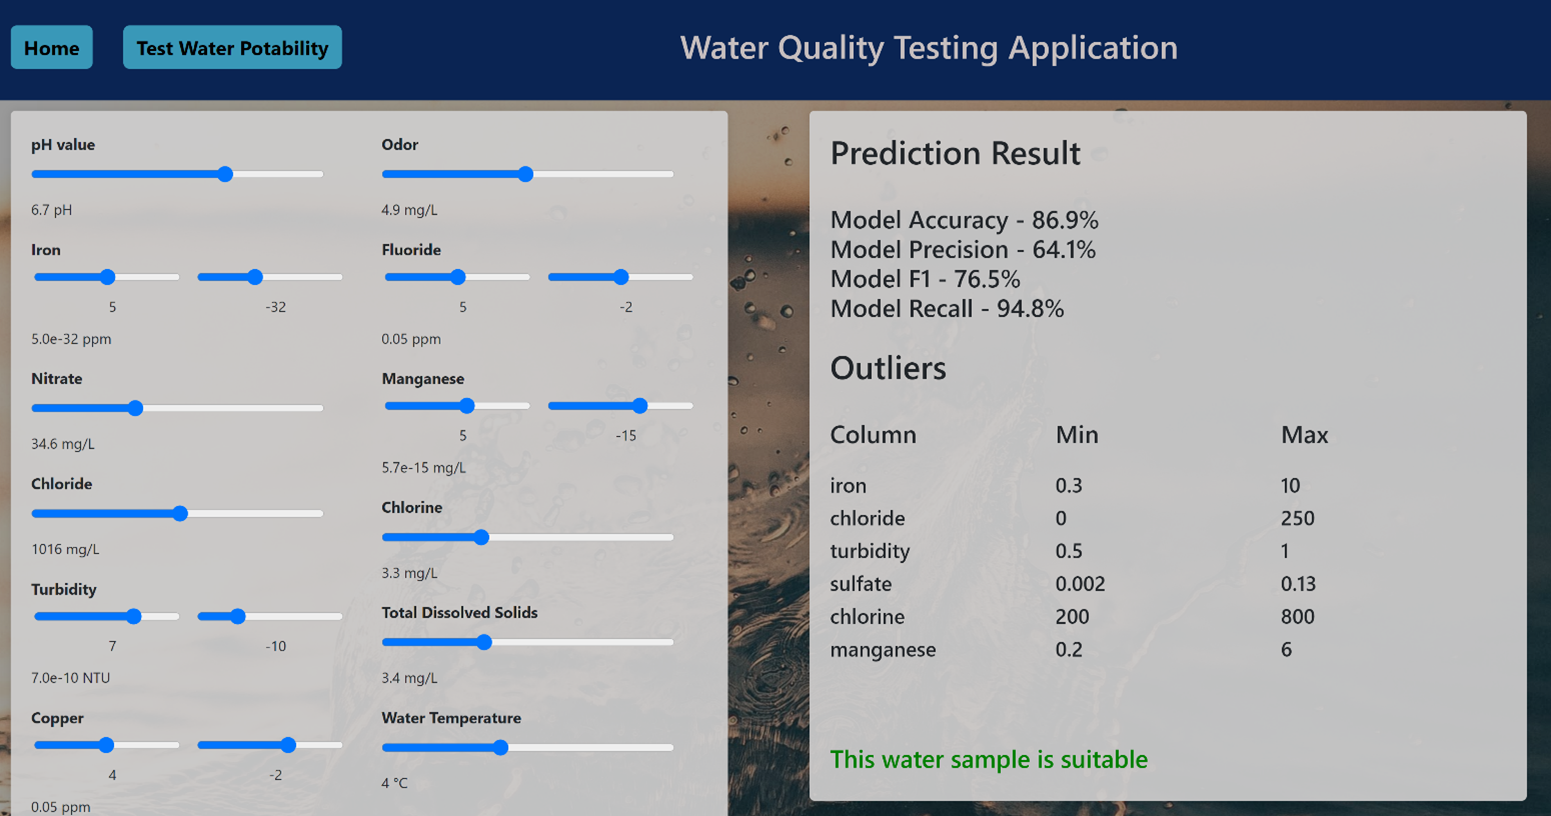 Home
Test Water Potability
Water Quality Testing Application
pH value
6.7 pH
Iron
5 -32
5.0e-32 ppm
Nitrate
34.6 mg/L
Chloride
1016 mg/L
Turbidity
7 -10
7.0e-10 NTU
Copper
4 -2
0.05 ppm
Odor
4.9 mg/L
Fluoride
5 -2
0.05 ppm
Manganese
5 -15
5.7e-15 mg/L
Chlorine
3.3 mg/L
Total Dissolved Solids
3.4 mg/L
Water Temperature
4 °C
Prediction Result
Model Accuracy - 86.9%
Model Precision - 64.1%
Model F1 - 76.5%
Model Recall - 94.8%
Outliers
Column Min Max
iron 0.3 10
chloride 0 250
turbidity 0.5 1
sulfate 0.002 0.13
chlorine 200 800
manganese 0.2 6
This water sample is suitable